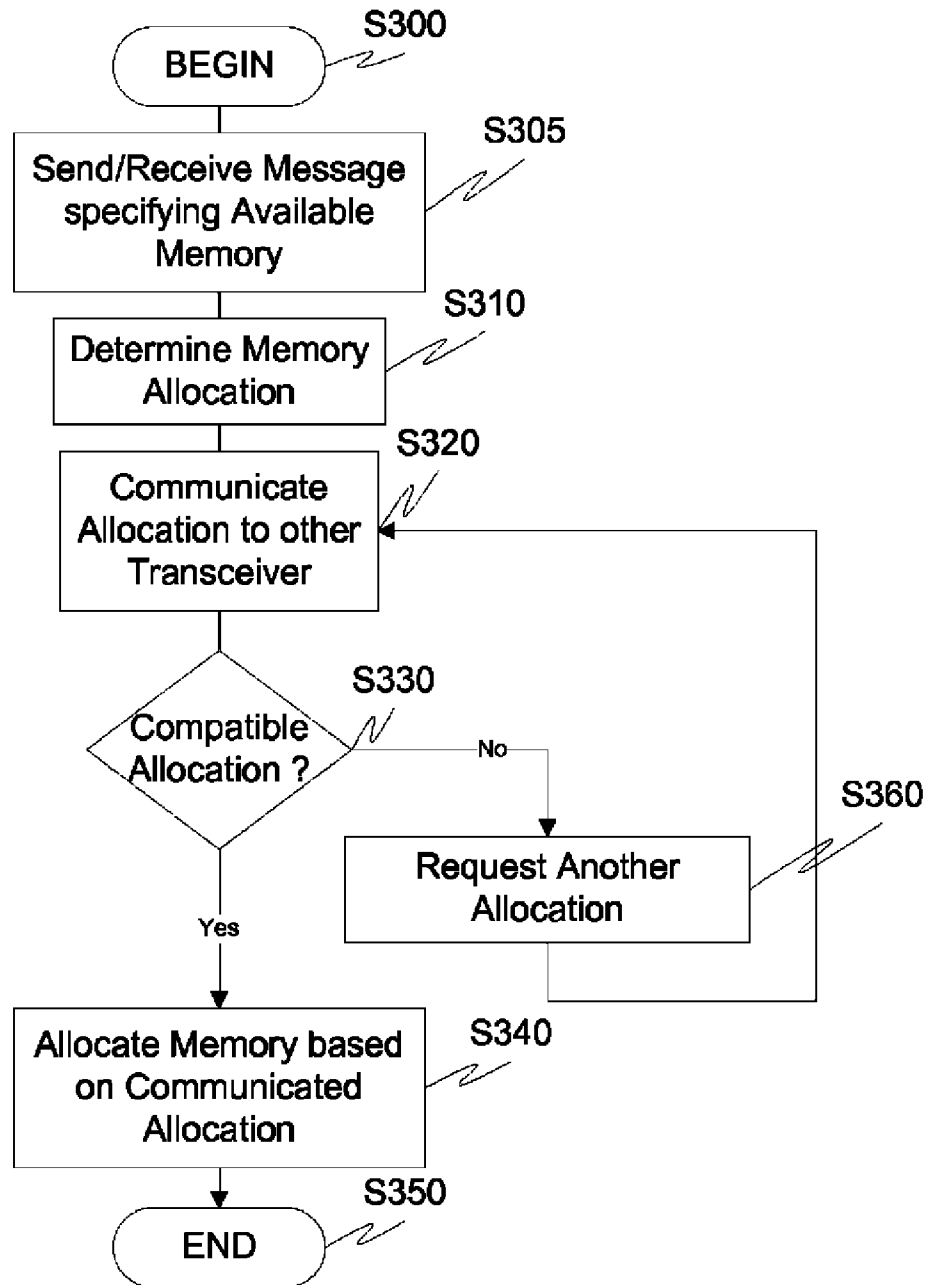 S300
BEGIN
S305
Send/Receive Message
specifying Available
Memory
S310
Determine Memory
Allocation
S320
Communicate
Allocation to other
Transceiver
S330
Compatible
Allocation ?
No
S360
Request Another
Allocation
Yes
S340
Allocate Memory based
on Communicated
Allocation
S350
END